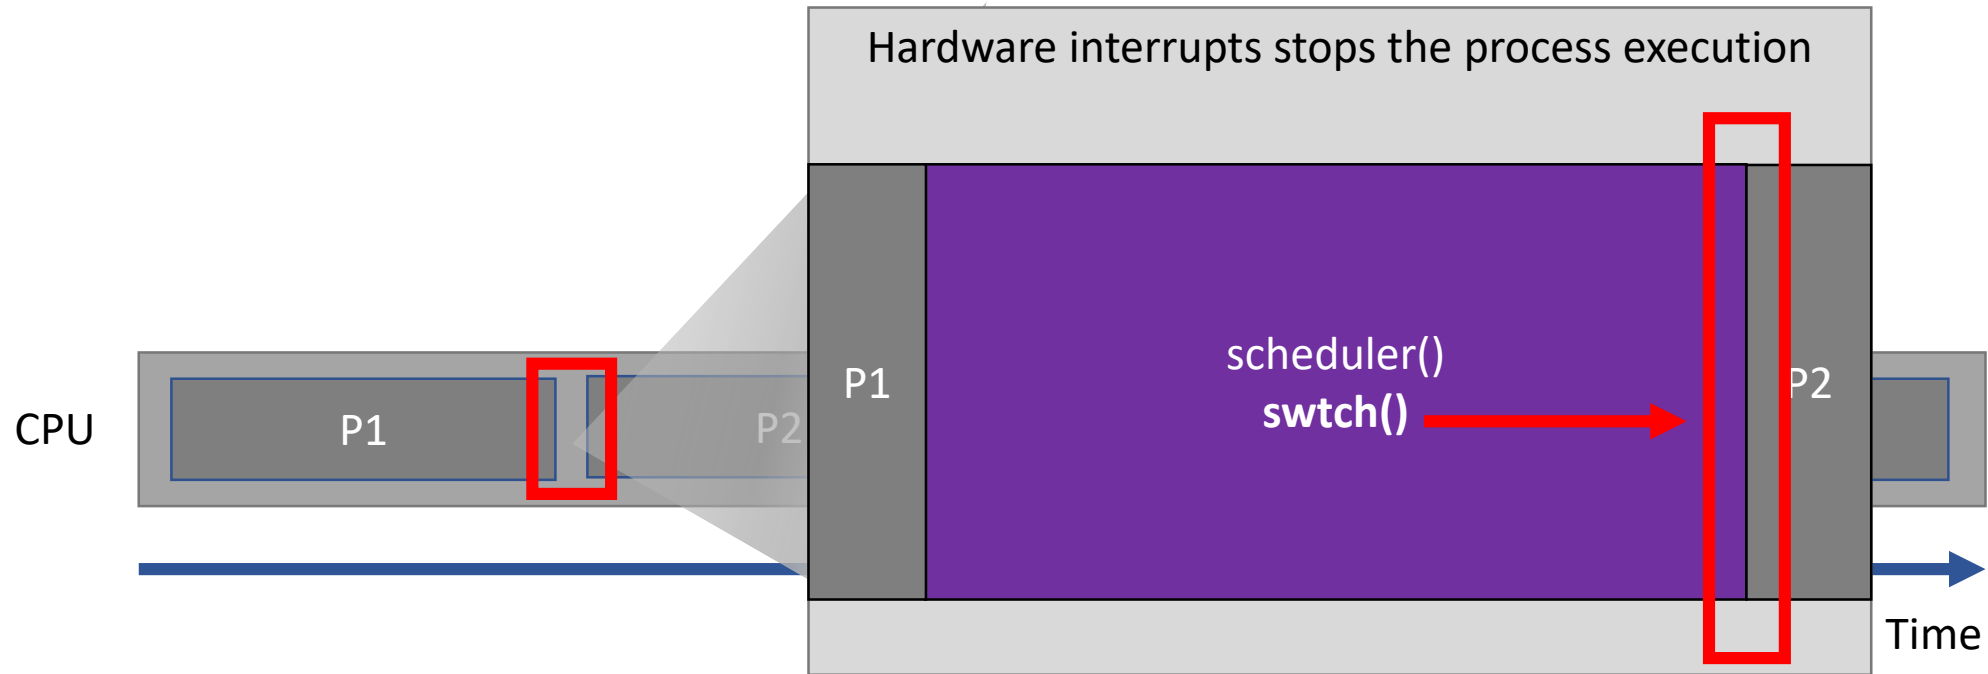 Hardware interrupts stops the process execution
CPU
P1
P2
P1
scheduler()
swtch()
P2
Time